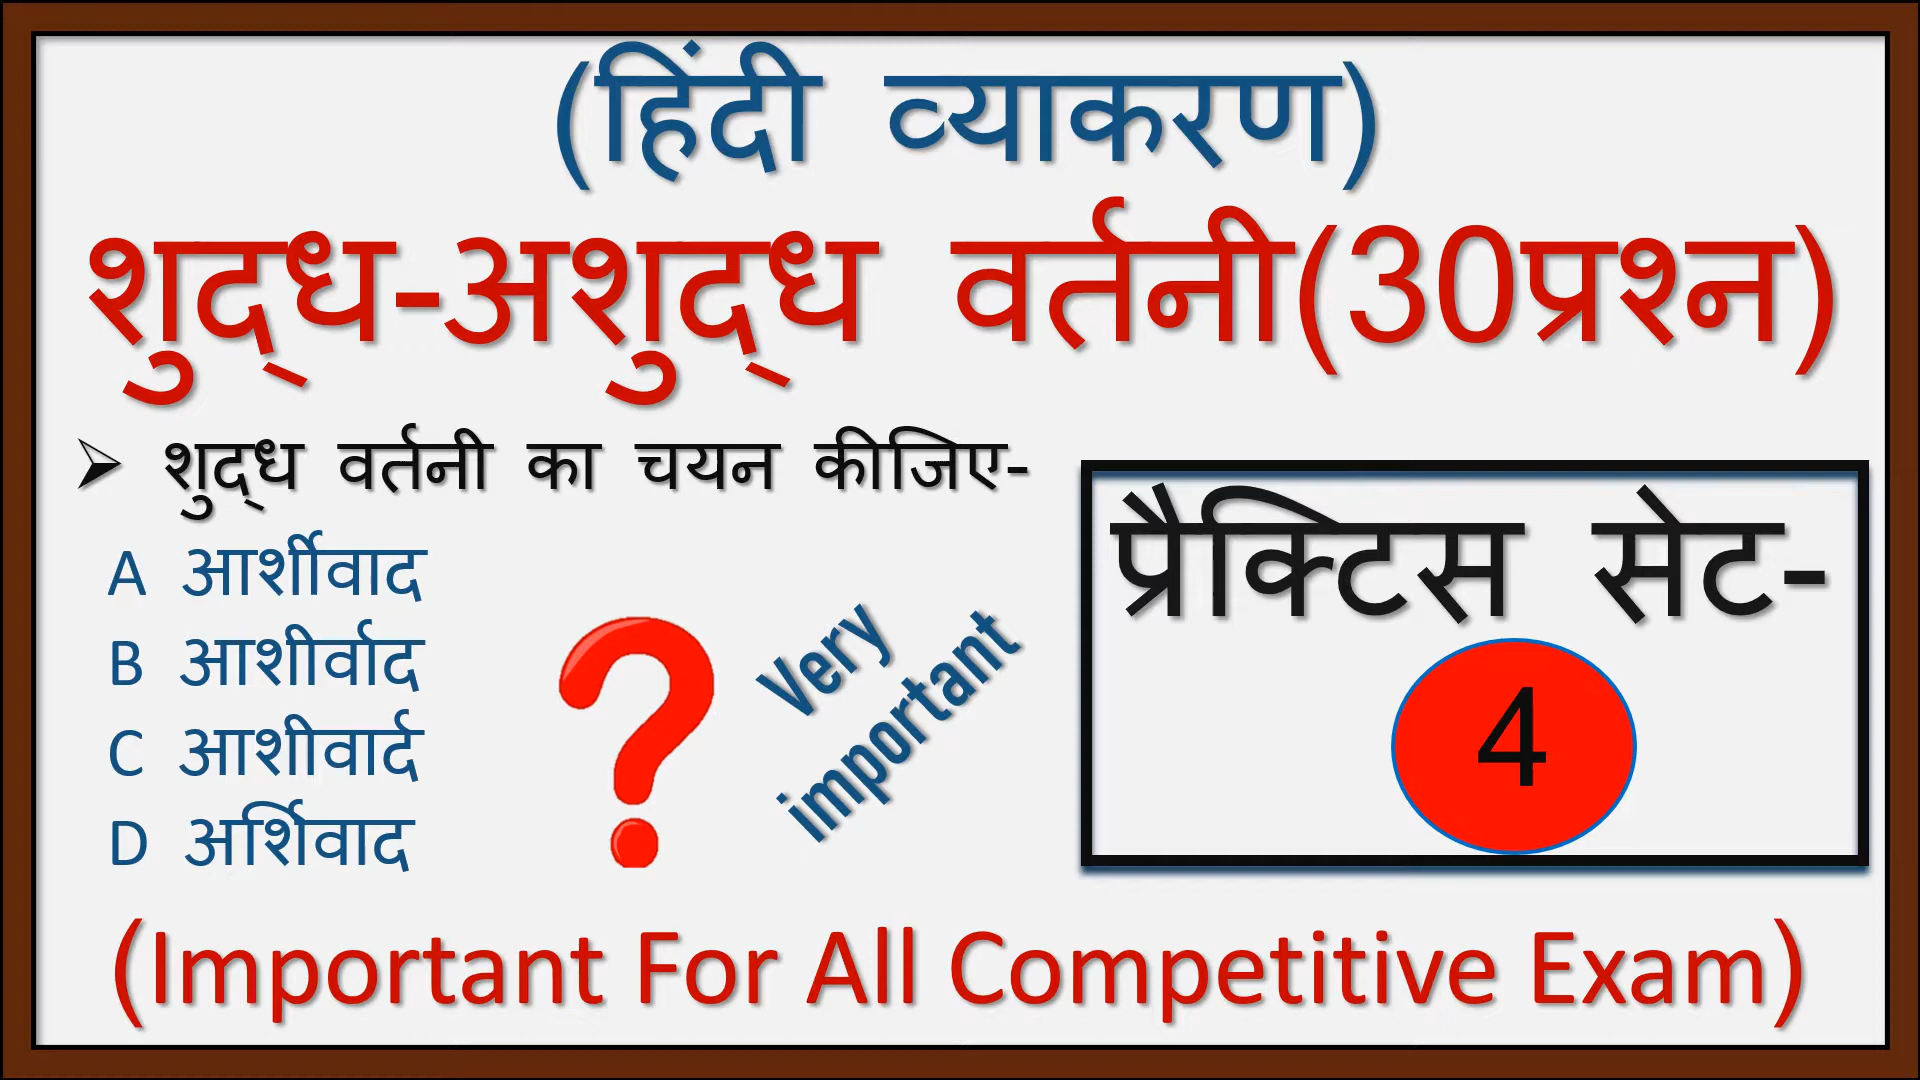 (हिंदी व्याकरण)
शुद्ध-अशुद्ध वर्तनी(30प्रश्न)
➢ शुद्ध वर्तनी का चयन कीजिए-
A आर्शीवाद
B आशीर्वाद
C आशीवार्द
D अर्शिवाद
Very
important
प्रैक्टिस सेट-
4
(Important For All Competitive Exam)